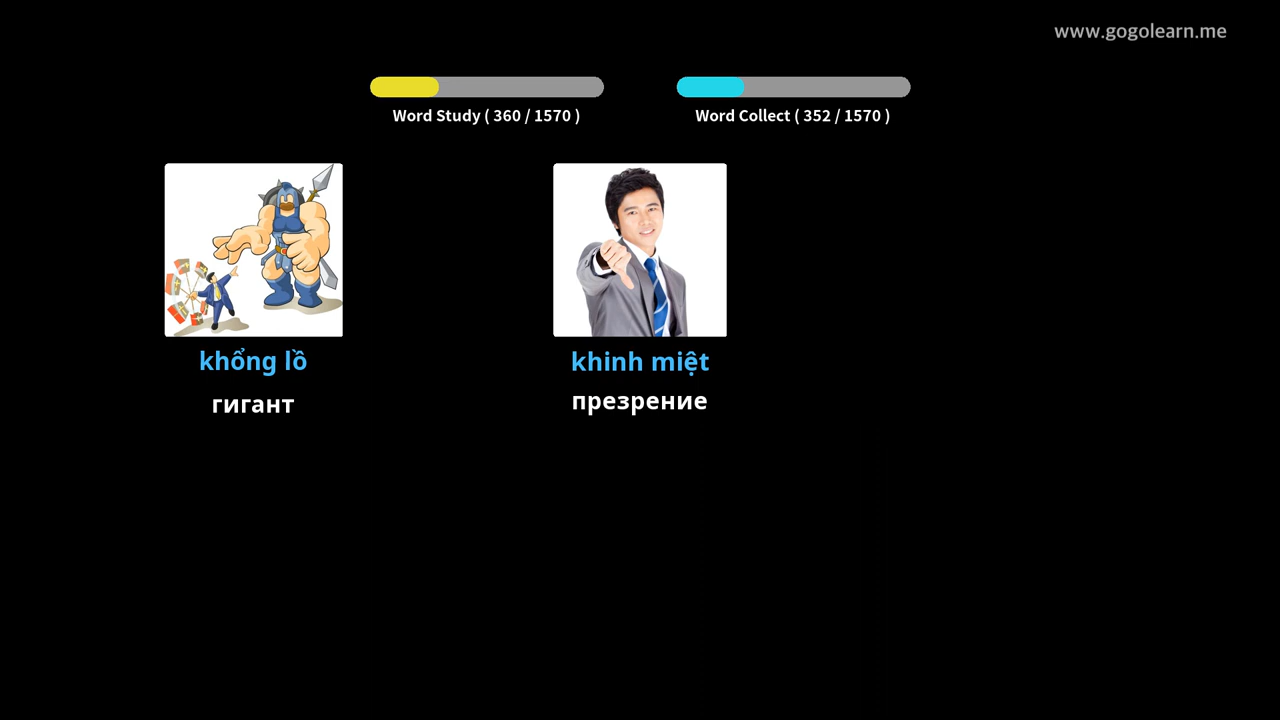 www.gogolearn.me
Word Study ( 360 / 1570 )
Word Collect ( 352 / 1570 )
khổng lồ
гигант
khinh miệt
презрение